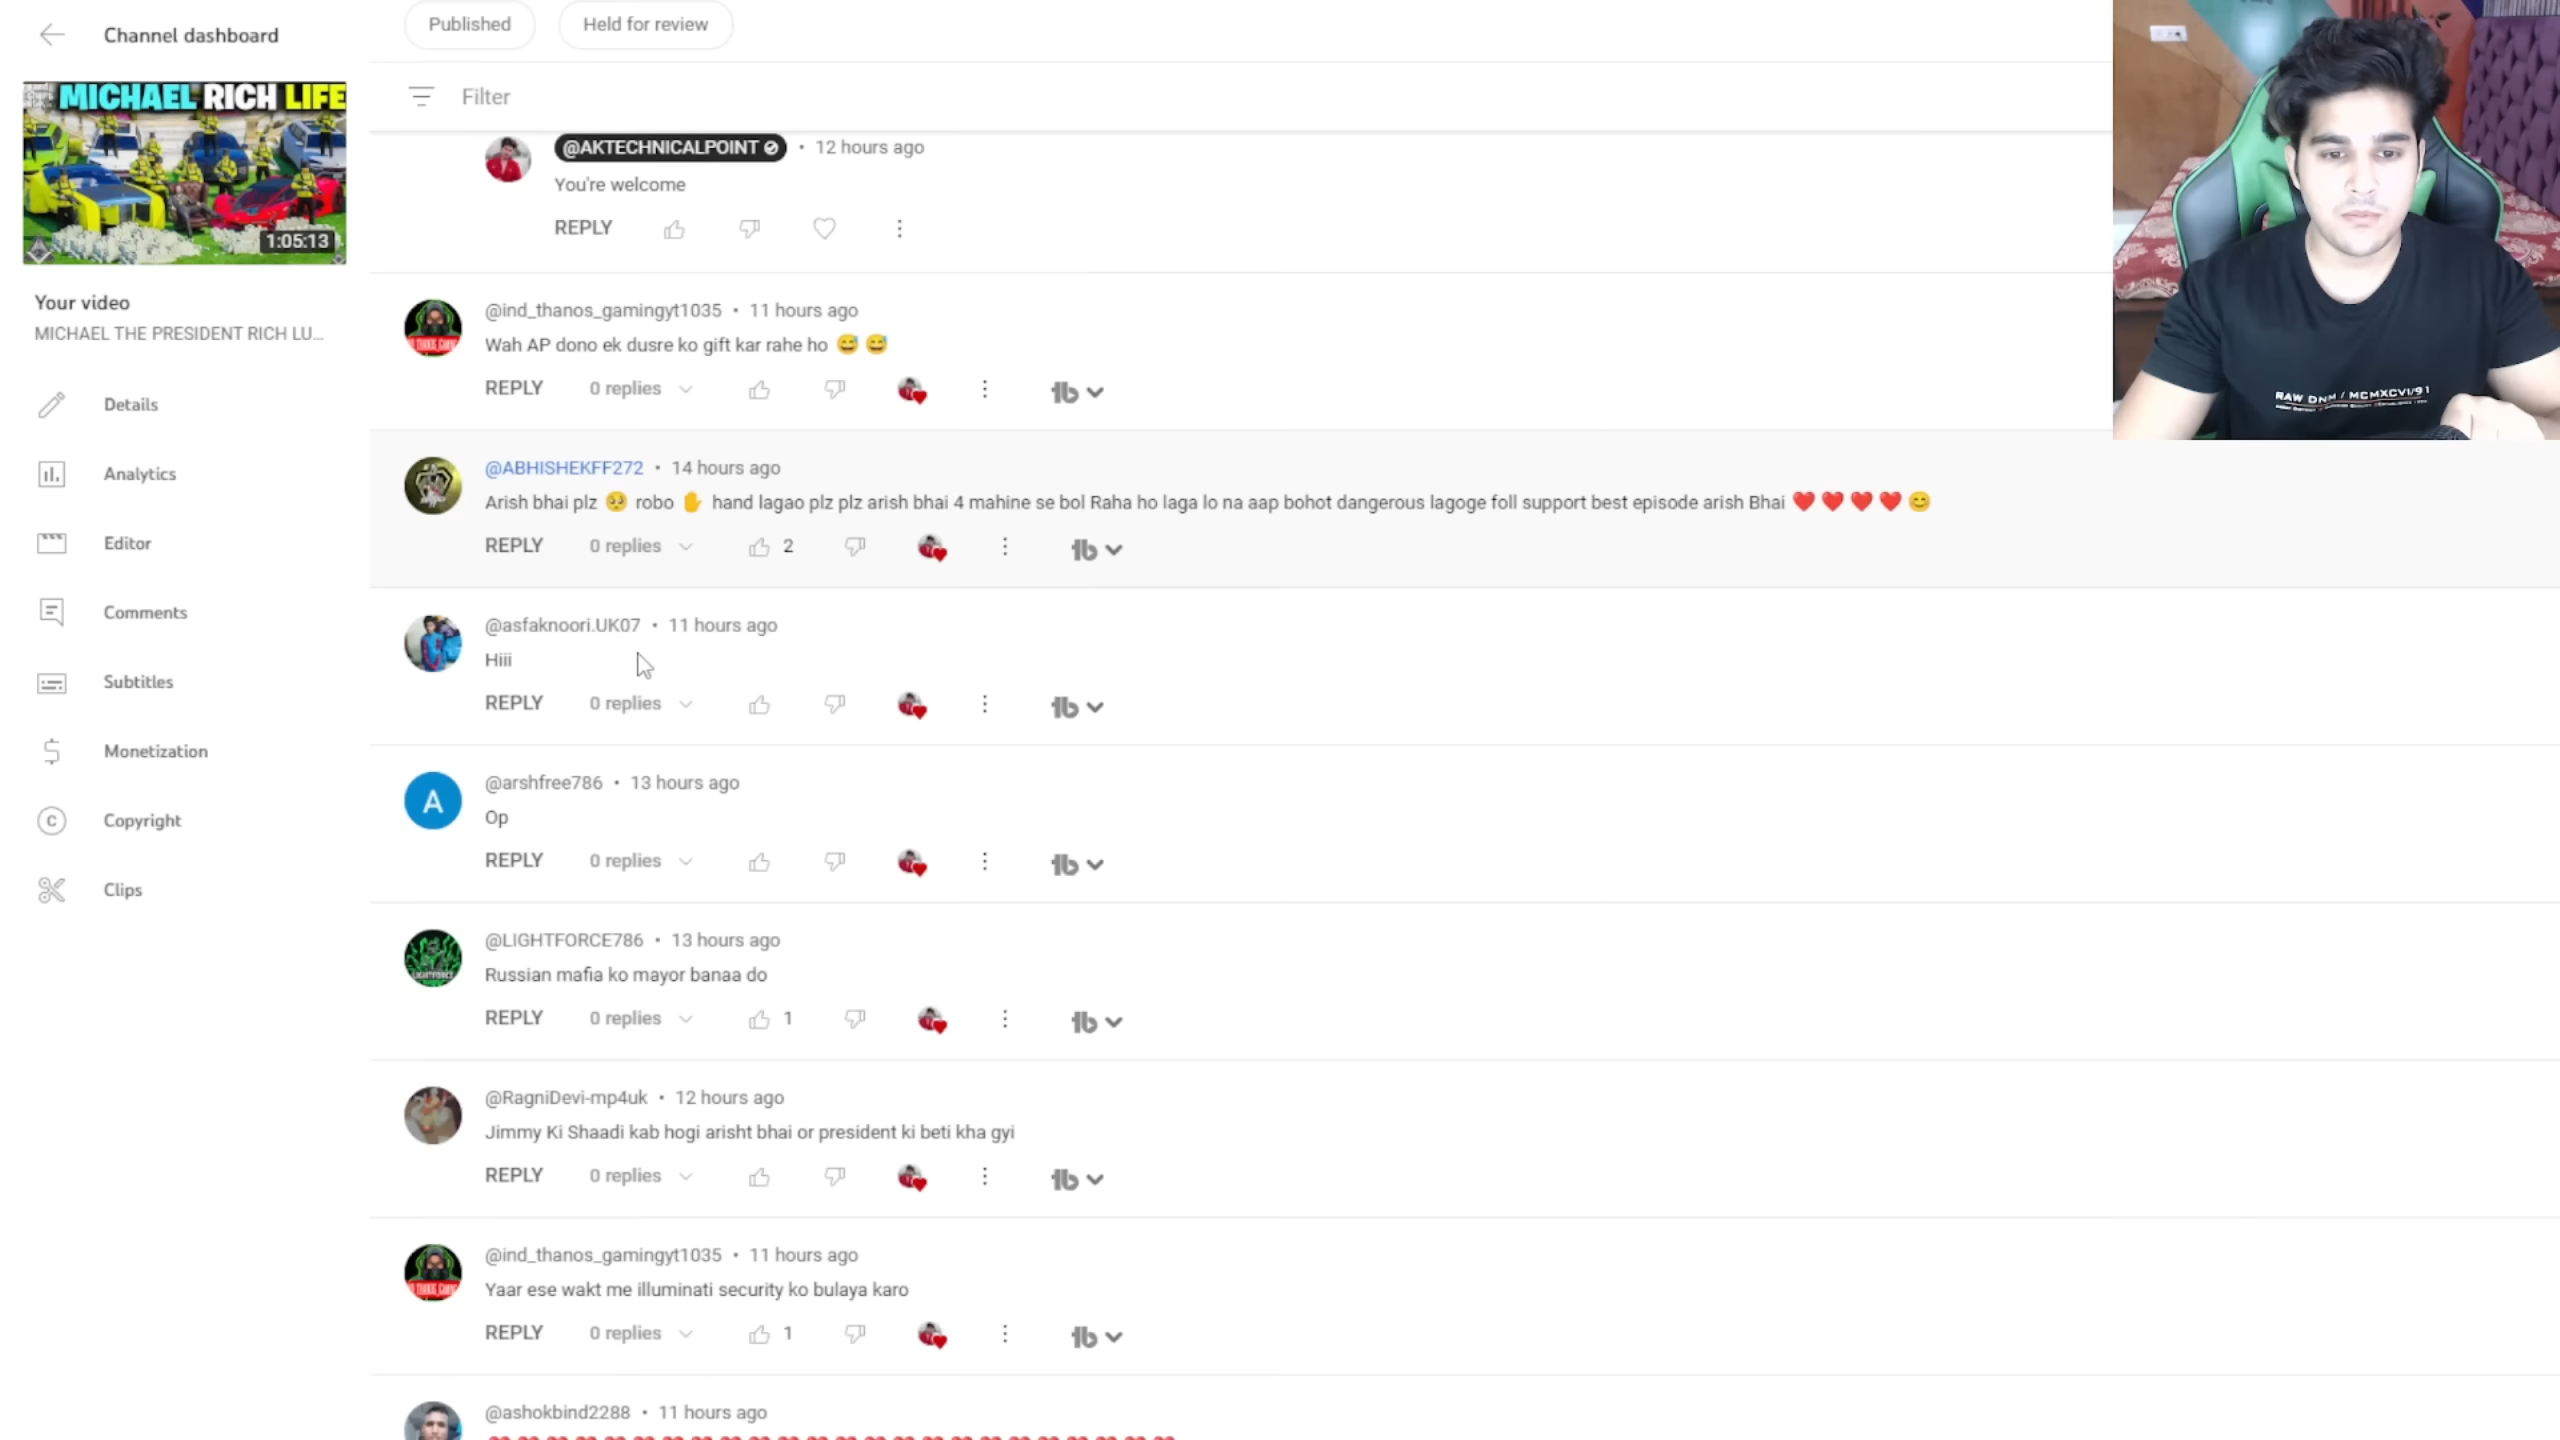 Channel dashboard
MICHAEL RICH LIFE
1:05:13
Your video
MICHAEL THE PRESIDENT RICH LU...
Details
Analytics
Editor
Comments
Subtitles
Monetization
Copyright
Clips
Published
Held for review
Filter
@AKTECHNICALPOINT • 12 hours ago
You're welcome
REPLY
@ind_thanos_gamingyt1035 • 11 hours ago
Wah AP dono ek dusre ko gift kar rahe ho 😅 😅
REPLY 0 replies
@ABHISHEKFF272 • 14 hours ago
Arish bhai plz 🥺 robo ✋ hand lagao plz plz arish bhai 4 mahine se bol Raha ho laga lo na aap bohot dangerous lagoge foll support best episode arish Bhai ❤️ ❤️ ❤️ ❤️ 😊
REPLY 0 replies 2
@asfaknoori.UK07 • 11 hours ago
Hiii
REPLY 0 replies
A
@arshfree786 • 13 hours ago
Op
REPLY 0 replies
@LIGHTFORCE786 • 13 hours ago
Russian mafia ko mayor banaa do
REPLY 0 replies 1
@RagniDevi-mp4uk • 12 hours ago
Jimmy Ki Shaadi kab hogi arisht bhai or president ki beti kha gyi
REPLY 0 replies
@ind_thanos_gamingyt1035 • 11 hours ago
Yaar ese wakt me illuminati security ko bulaya karo
REPLY 0 replies 1
@ashokbind2288 • 11 hours ago
RAW DNM / MCMXCVI/91